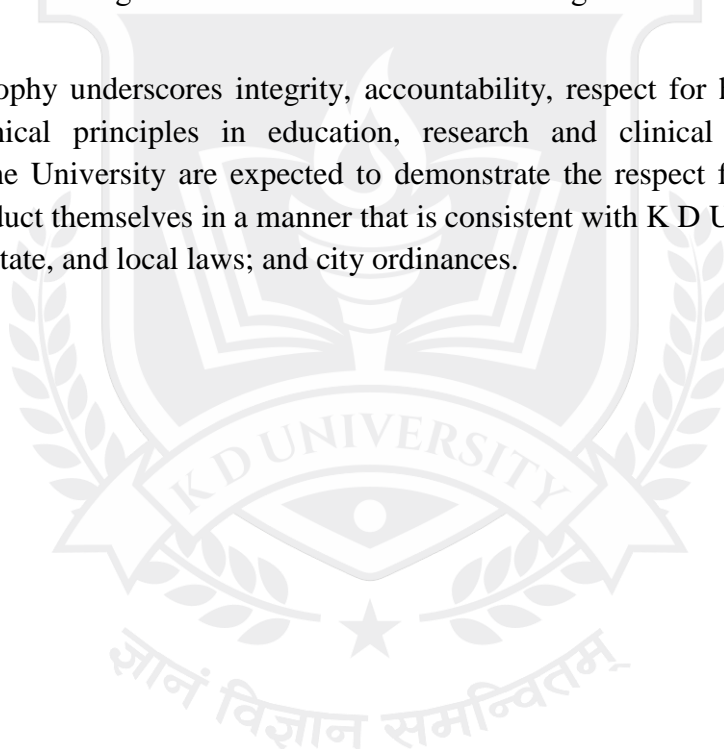 ophy underscores integrity, accountability, respect for
ical principles in education, research and clinical
e University are expected to demonstrate the respect
duct themselves in a manner that is consistent with K D
tate, and local laws; and city ordinances.
K D UNIVERSITY
ज्ञानं विज्ञान समन्वितम्